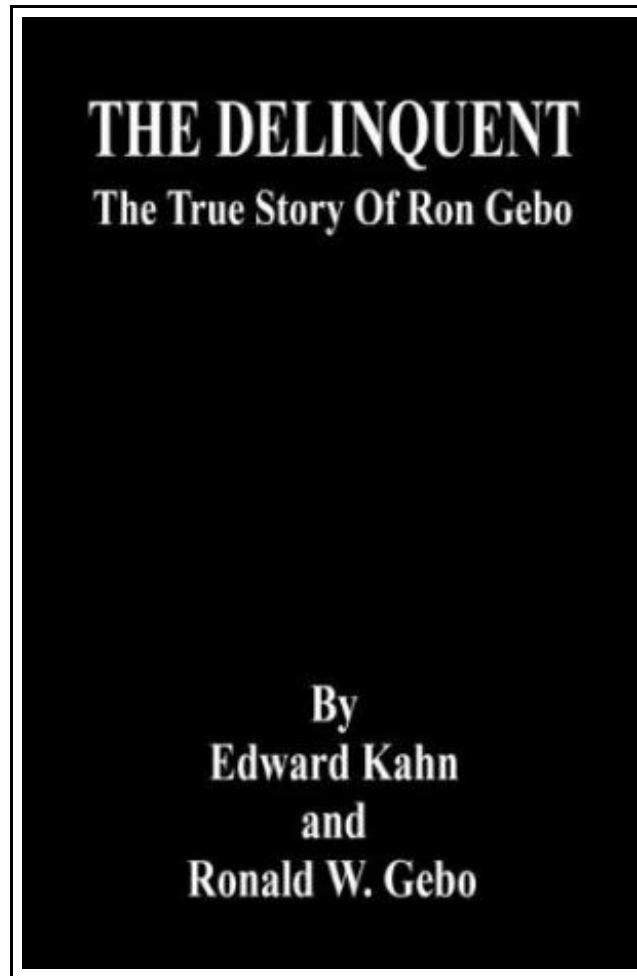 THE DELINQUENT
The True Story Of Ron Gebo
By
Edward Kahn
and
Ronald W. Gebo